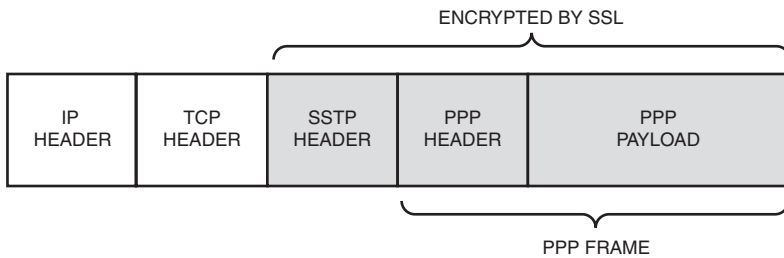 ENCRYPTED BY SSL
IP
HEADER
TCP
HEADER
SSTP
HEADER
PPP
HEADER
PPP
PAYLOAD
PPP FRAME